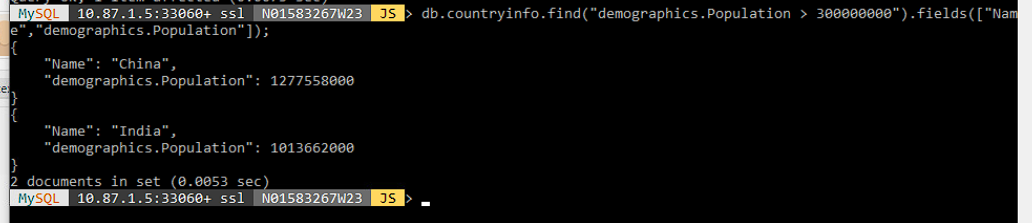 MySQL 10.87.1.5:33060+ ssl N01583267W23 JS > db.countryinfo.find("demographics.Population > 300000000").fields(["Nam
e","demographics.Population"]);
{
    "Name": "China",
    "demographics.Population": 1277558000
}
{
    "Name": "India",
    "demographics.Population": 1013662000
}
2 documents in set (0.0053 sec)
MySQL 10.87.1.5:33060+ ssl N01583267W23 JS >